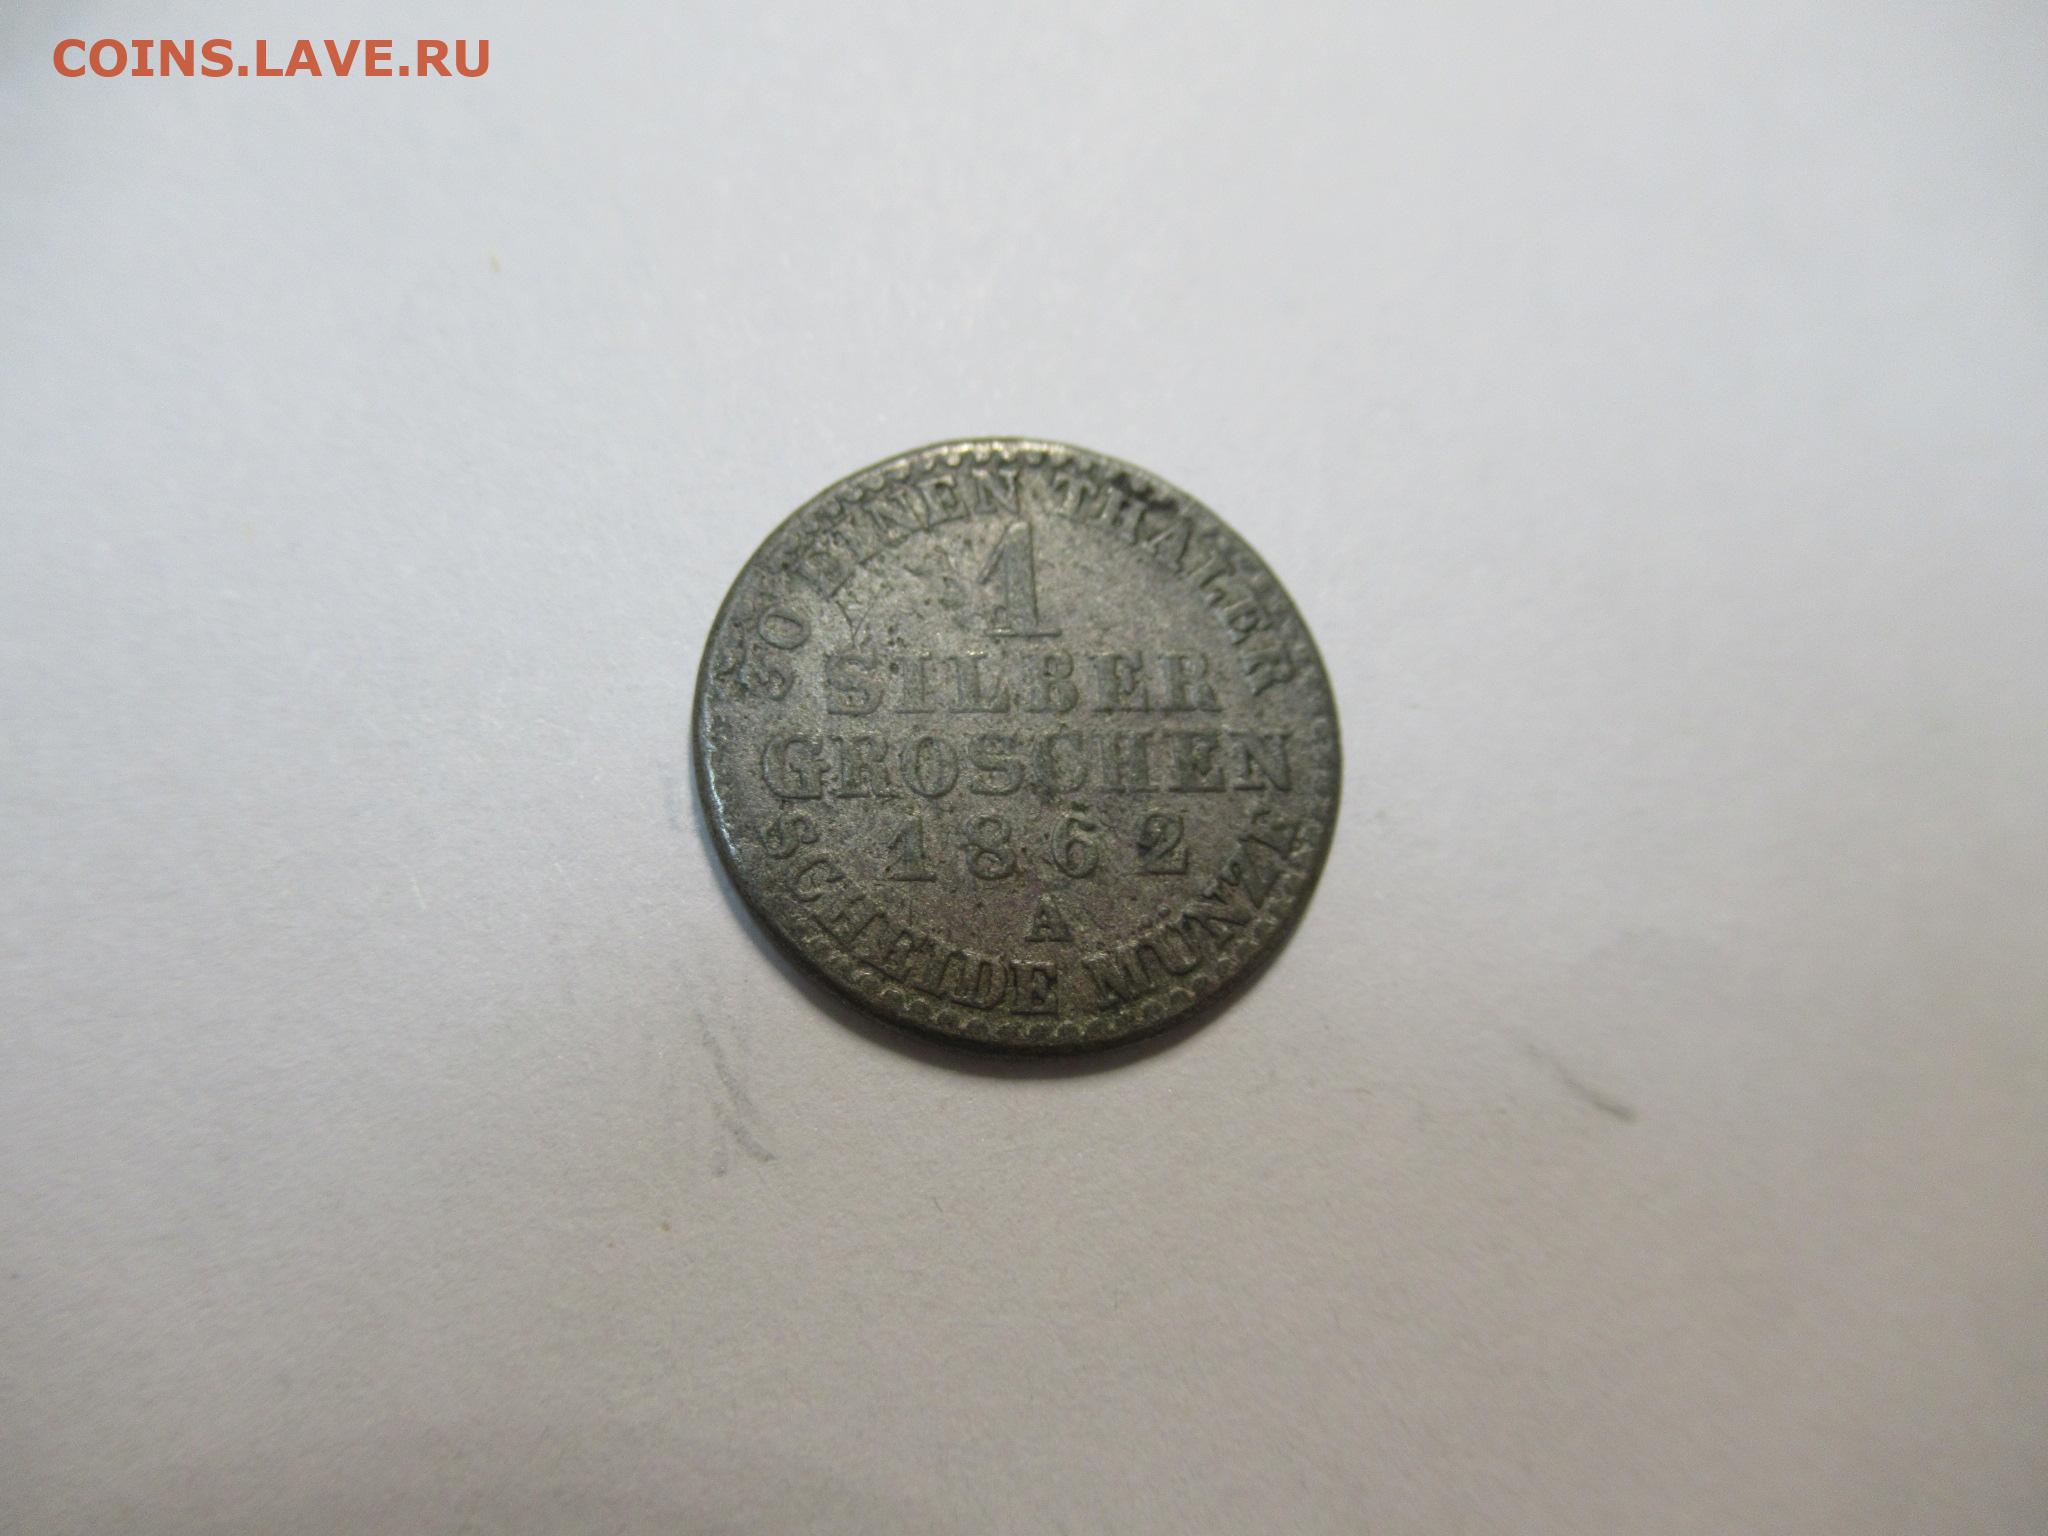 COINS.LAVE.RU
30 EINEN THALER
1
SILBER
GROSCHEN
1862
A
SCHEIDE MÜNZE